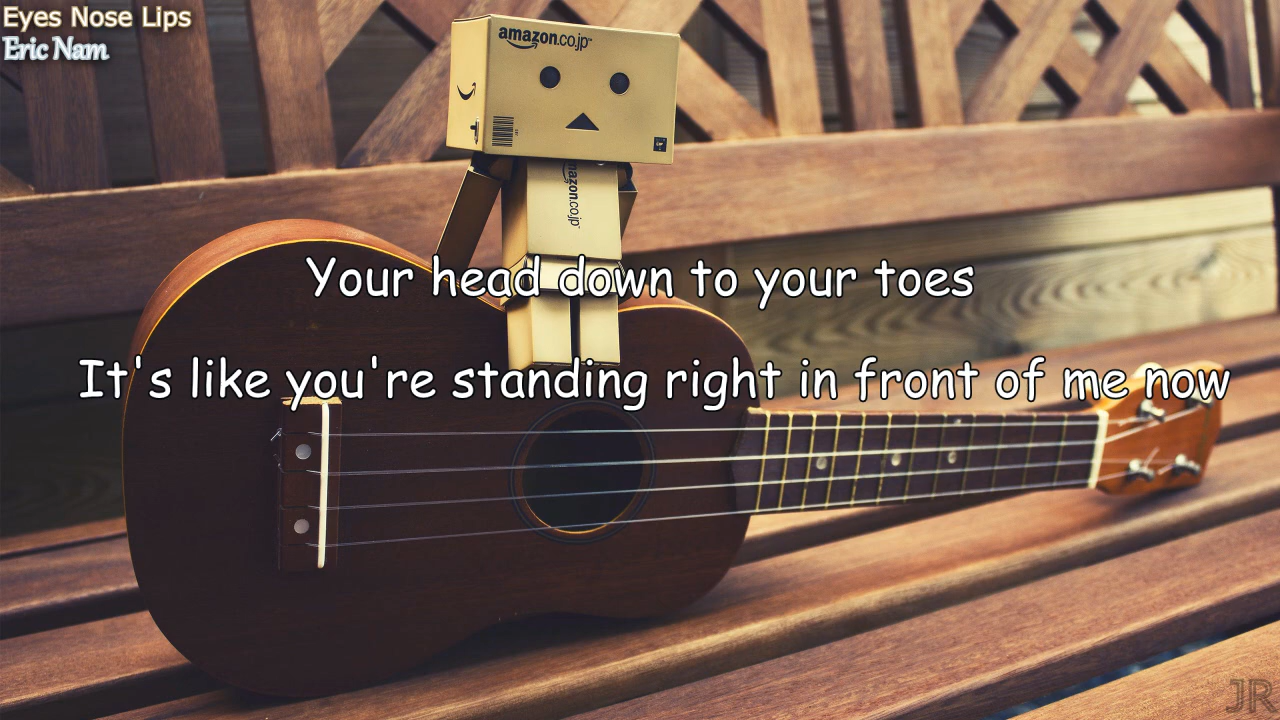 Eyes Nose Lips
Eric Nam
amazon.co.jp
amazon.co.jp
Your head down to your toes
It's like you're standing right in front of me now
JR